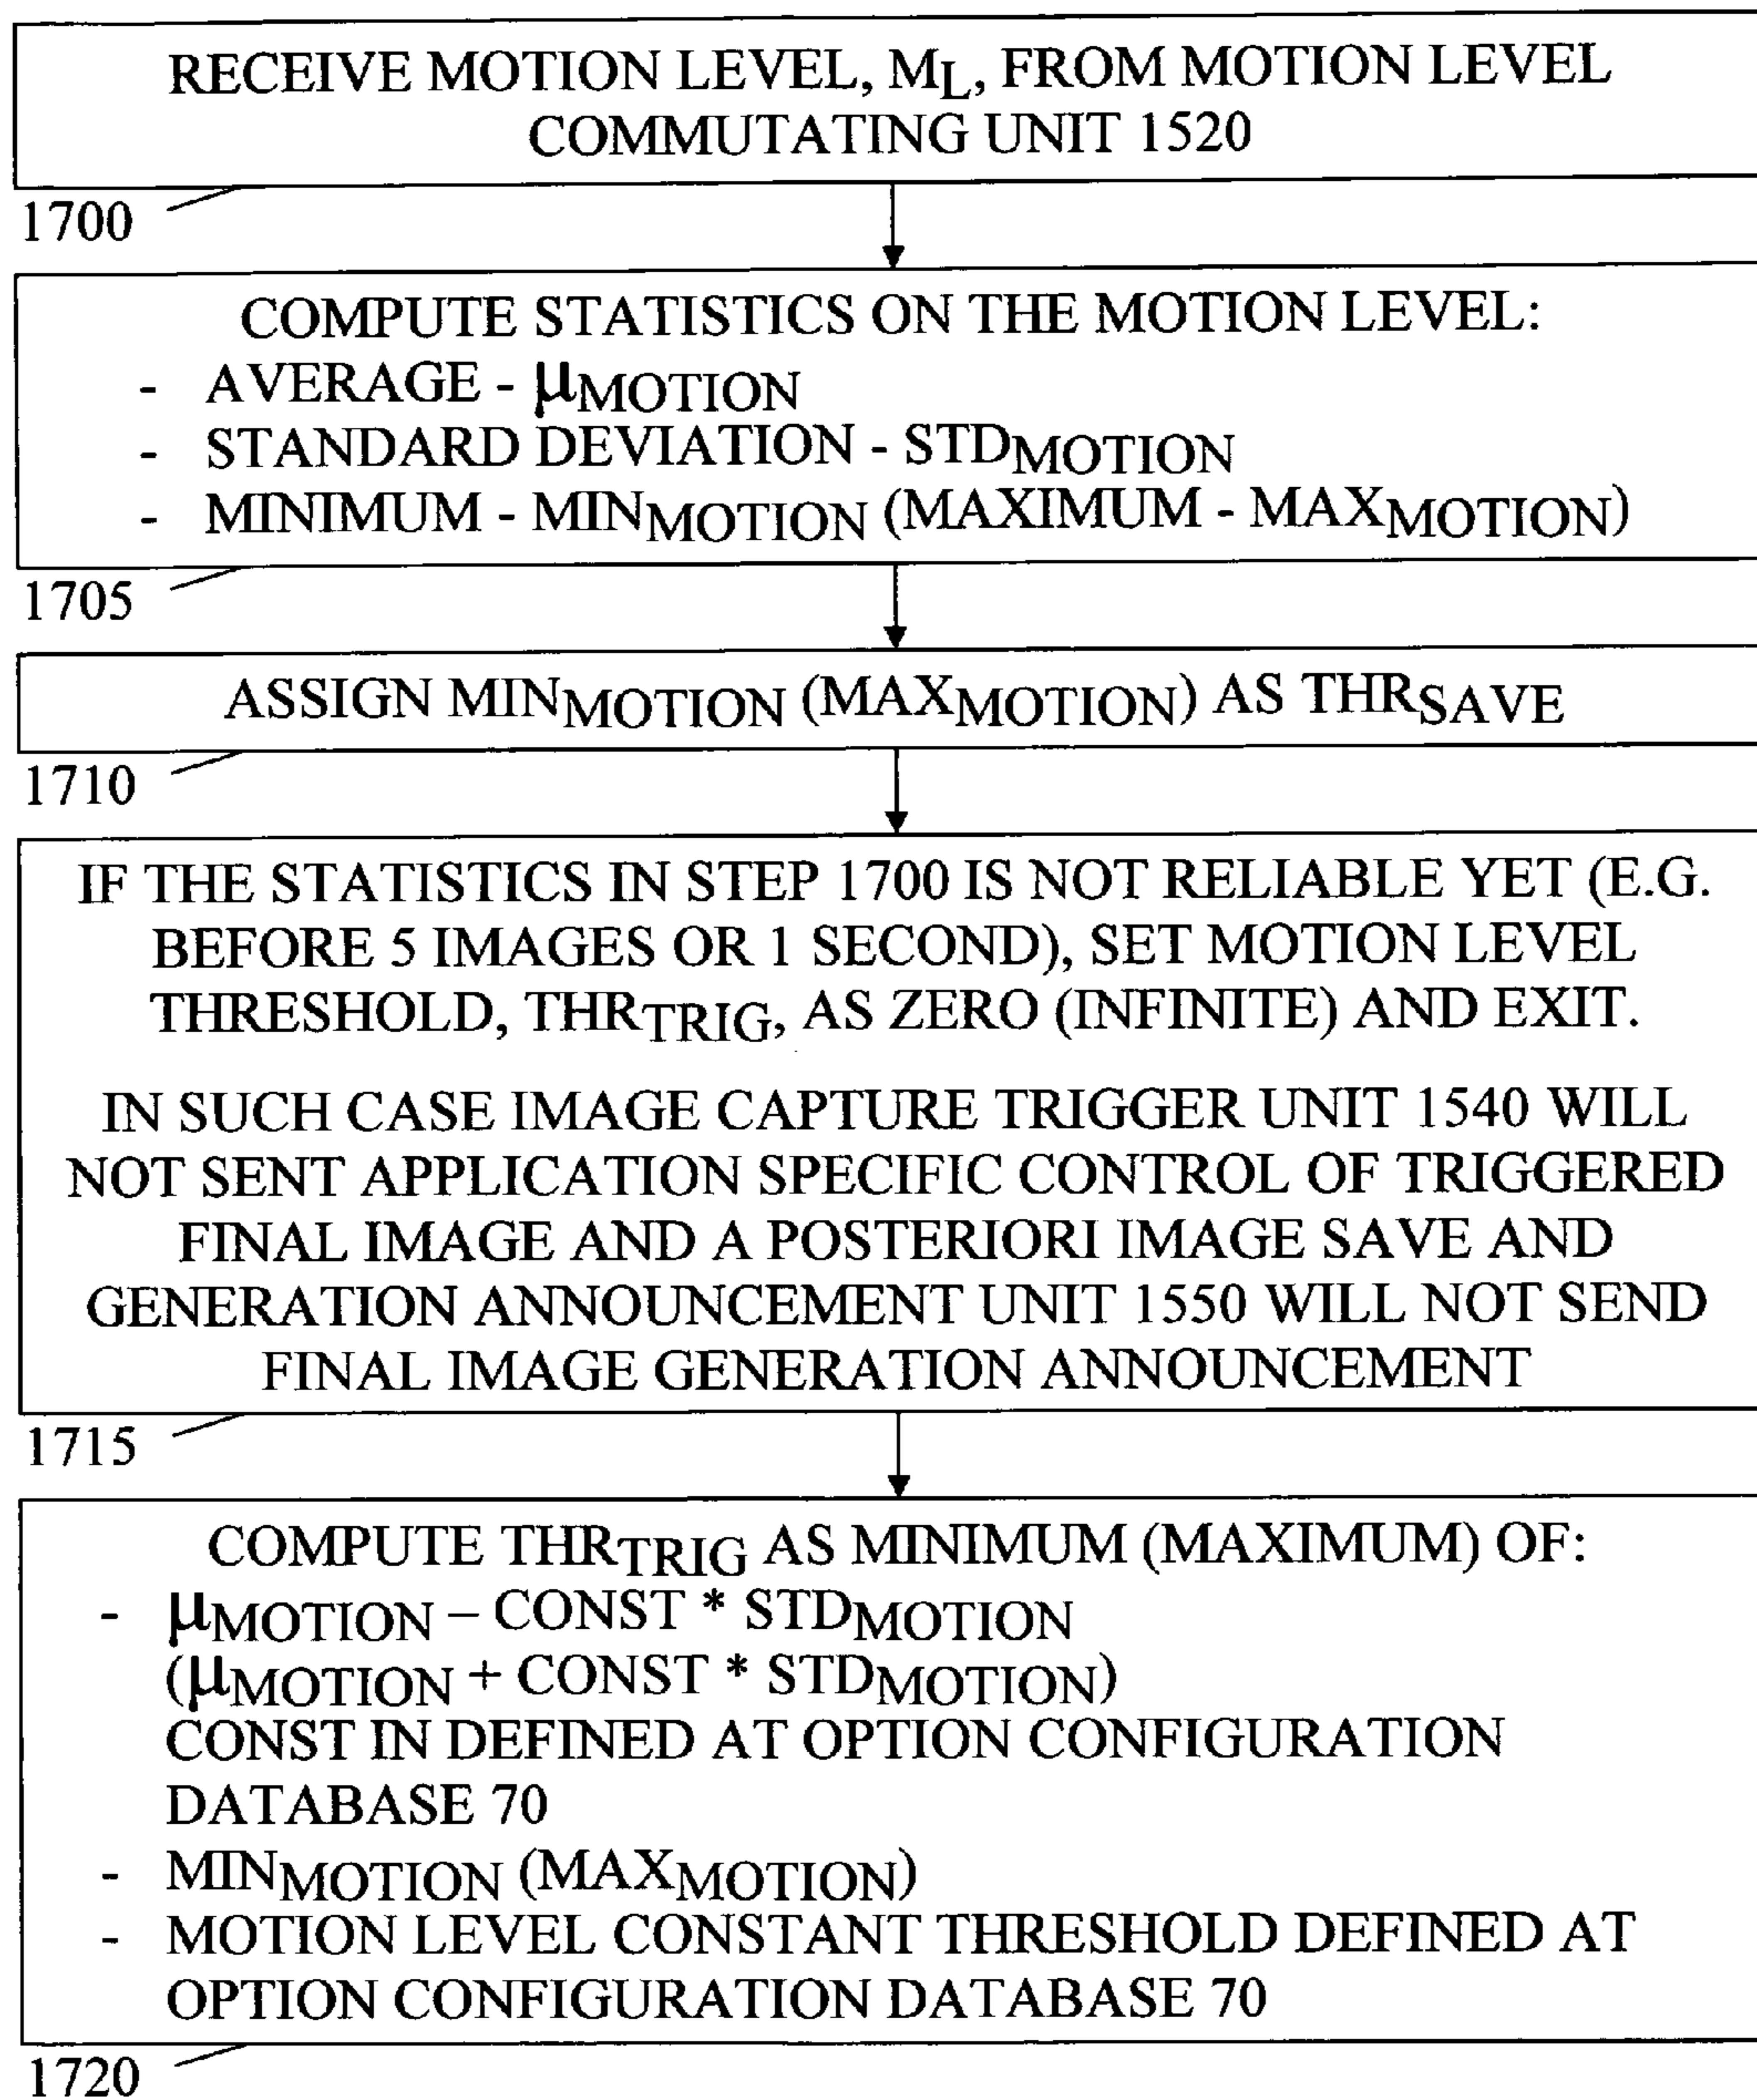 RECEIVE MOTION LEVEL, ML, FROM MOTION LEVEL
COMMUTATING UNIT 1520
1700
COMPUTE STATISTICS ON THE MOTION LEVEL:
- AVERAGE - µMOTION
- STANDARD DEVIATION - STDMOTION
- MINIMUM - MINMOTION (MAXIMUM - MAXMOTION)
1705
ASSIGN MINMOTION (MAXMOTION) AS THRSAVE
1710
IF THE STATISTICS IN STEP 1700 IS NOT RELIABLE YET (E.G.
BEFORE 5 IMAGES OR 1 SECOND), SET MOTION LEVEL
THRESHOLD, THRTRIG, AS ZERO (INFINITE) AND EXIT.
IN SUCH CASE IMAGE CAPTURE TRIGGER UNIT 1540 WILL
NOT SENT APPLICATION SPECIFIC CONTROL OF TRIGGERED
FINAL IMAGE AND A POSTERIORI IMAGE SAVE AND
GENERATION ANNOUNCEMENT UNIT 1550 WILL NOT SEND
FINAL IMAGE GENERATION ANNOUNCEMENT
1715
COMPUTE THRTRIG AS MINIMUM (MAXIMUM) OF:
- µMOTION – CONST * STDMOTION
(µMOTION + CONST * STDMOTION)
CONST IN DEFINED AT OPTION CONFIGURATION
DATABASE 70
- MINMOTION (MAXMOTION)
- MOTION LEVEL CONSTANT THRESHOLD DEFINED AT
OPTION CONFIGURATION DATABASE 70
1720